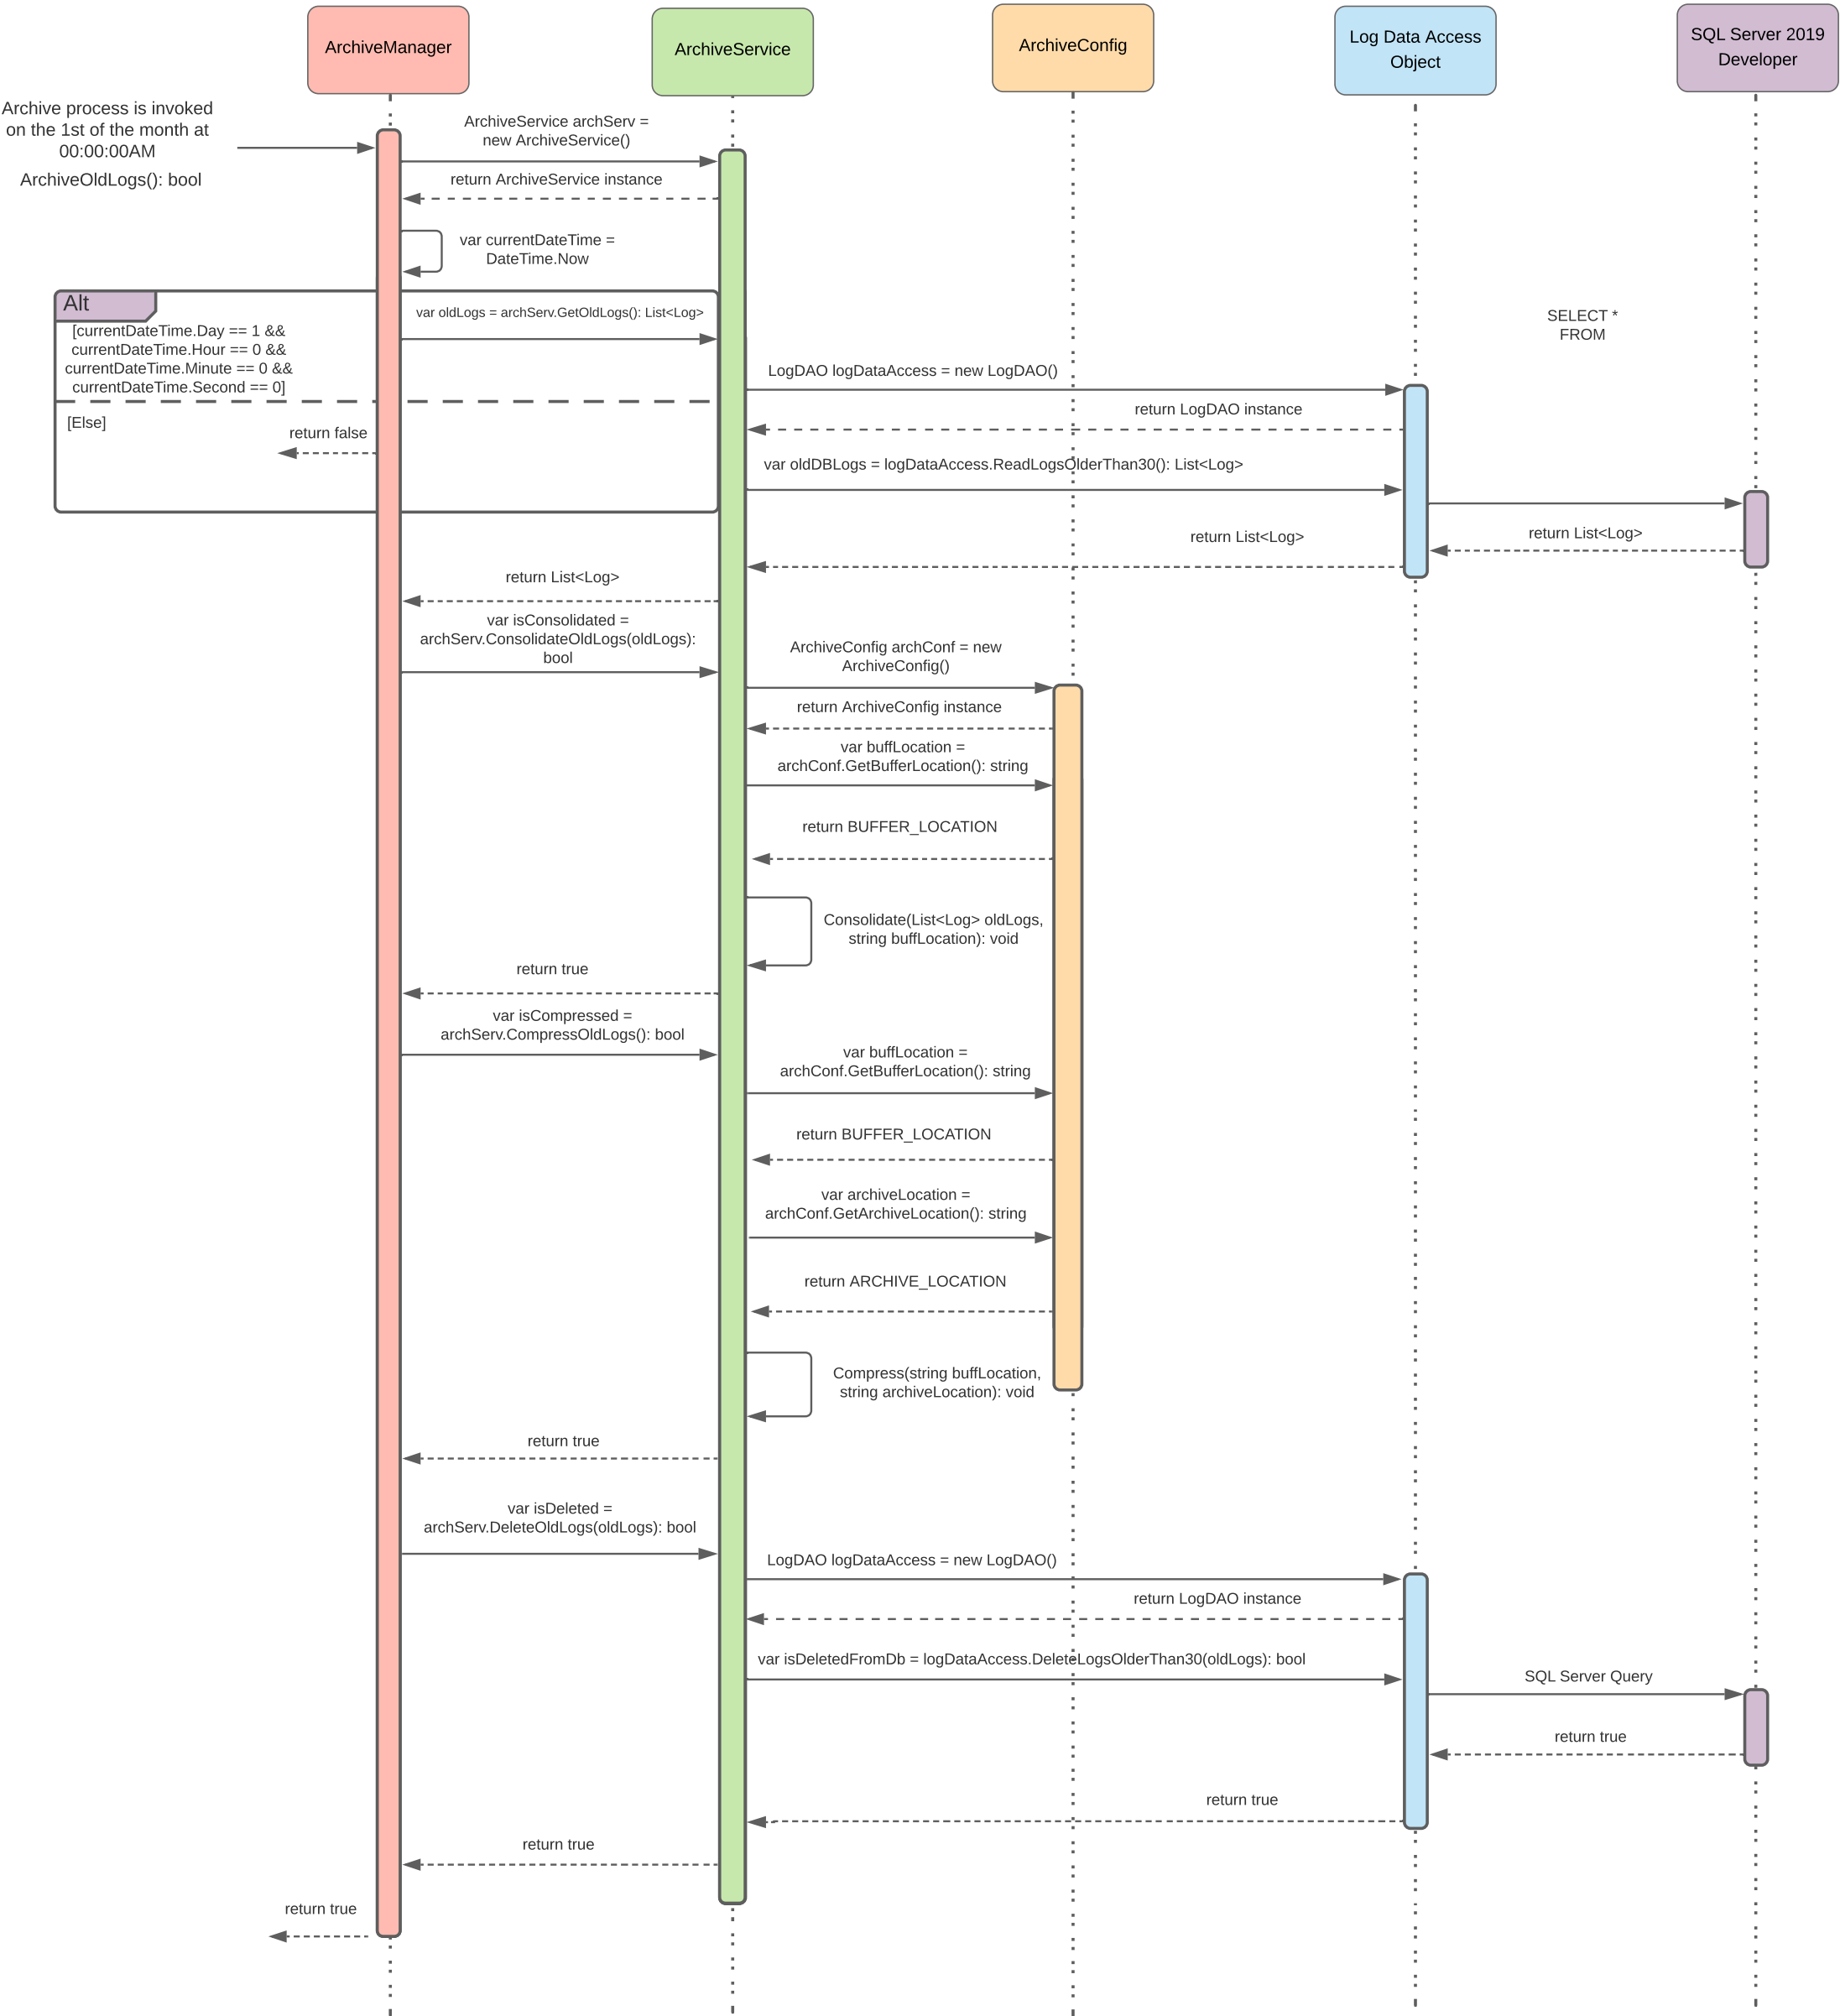 ArchiveManager
ArchiveService
ArchiveConfig
Log Data Access
Object
SQL Server 2019
Developer
Archive process is invoked
on the 1st of the month at
00:00:00AM
ArchiveOldLogs(): bool
ArchiveService archServ =
new ArchiveService()
return ArchiveService instance
var currentDateTime =
DateTime.Now
Alt
[currentDateTime.Day == 1 &&
currentDateTime.Hour == 0 &&
currentDateTime.Minute == 0 &&
currentDateTime.Second == 0]
var oldLogs = archServ.GetOldLogs(): List<Log>
SELECT *
FROM
LogDAO logDataAccess = new LogDAO()
return LogDAO instance
[Else]
return false
var oldDBLogs = logDataAccess.ReadLogsOlderThan30(): List<Log>
return List<Log>
return List<Log>
return List<Log>
var isConsolidated =
archServ.ConsolidateOldLogs(oldLogs):
bool
ArchiveConfig archConf = new
ArchiveConfig()
return ArchiveConfig instance
var buffLocation =
archConf.GetBufferLocation(): string
return BUFFER_LOCATION
Consolidate(List<Log> oldLogs,
string buffLocation): void
return true
var isCompressed =
archServ.CompressOldLogs(): bool
var buffLocation =
archConf.GetBufferLocation(): string
return BUFFER_LOCATION
var archiveLocation =
archConf.GetArchiveLocation(): string
return ARCHIVE_LOCATION
Compress(string buffLocation,
string archiveLocation): void
return true
var isDeleted =
archServ.DeleteOldLogs(oldLogs): bool
LogDAO logDataAccess = new LogDAO()
return LogDAO instance
var isDeletedFromDb = logDataAccess.DeleteLogsOlderThan30(oldLogs): bool
SQL Server Query
return true
return true
return true
return true